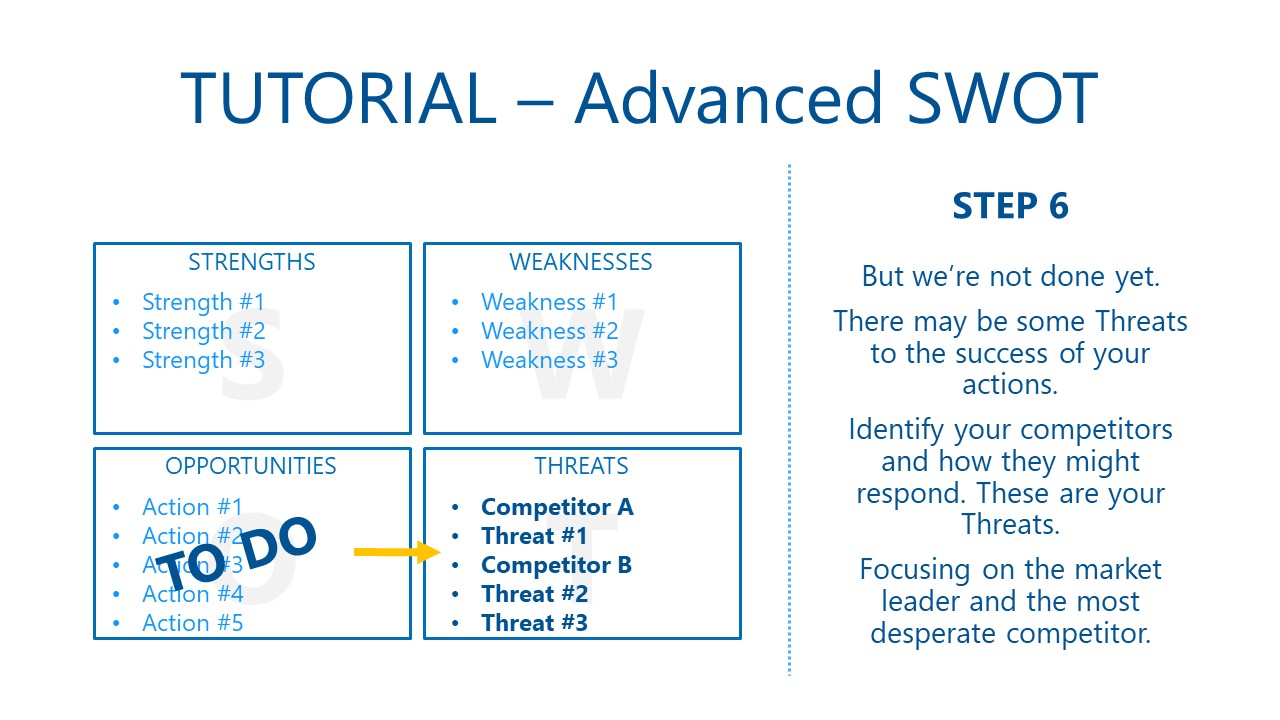 TUTORIAL – Advanced SWOT
STRENGTHS
• Strength #1
• Strength #2
• Strength #3
S
WEAKNESSES
• Weakness #1
• Weakness #2
• Weakness #3
W
OPPORTUNITIES
• Action #1
• Action #2
• Action #3
• Action #4
• Action #5
O
TO DO
THREATS
• Competitor A
• Threat #1
• Competitor B
• Threat #2
• Threat #3
T
STEP 6
But we’re not done yet.
There may be some Threats
to the success of your
actions.
Identify your competitors
and how they might
respond. These are your
Threats.
Focusing on the market
leader and the most
desperate competitor.